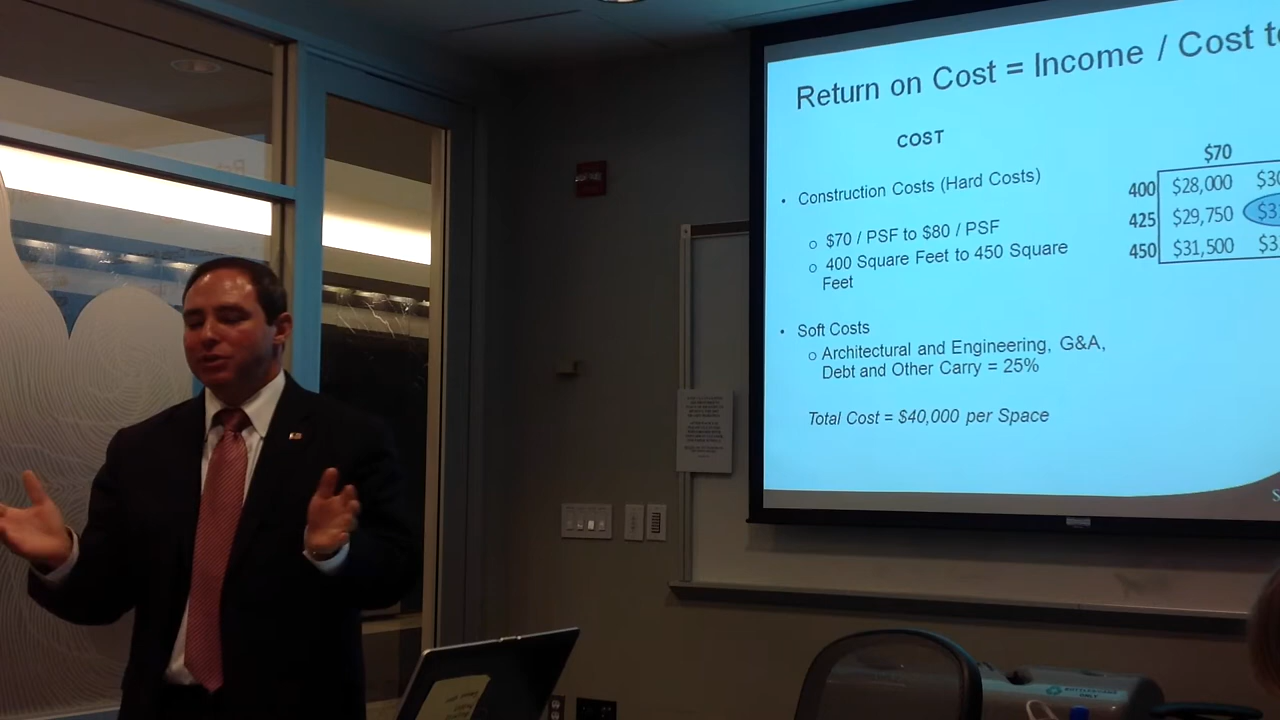 Return on Cost = Income / Cost to
COST
• Construction Costs (Hard Costs)
o $70 / PSF to $80 / PSF
o 400 Square Feet to 450 Square
Feet
• Soft Costs
o Architectural and Engineering, G&A,
Debt and Other Carry = 25%
Total Cost = $40,000 per Space
$70
400 $28,000
425 $29,750
450 $31,500